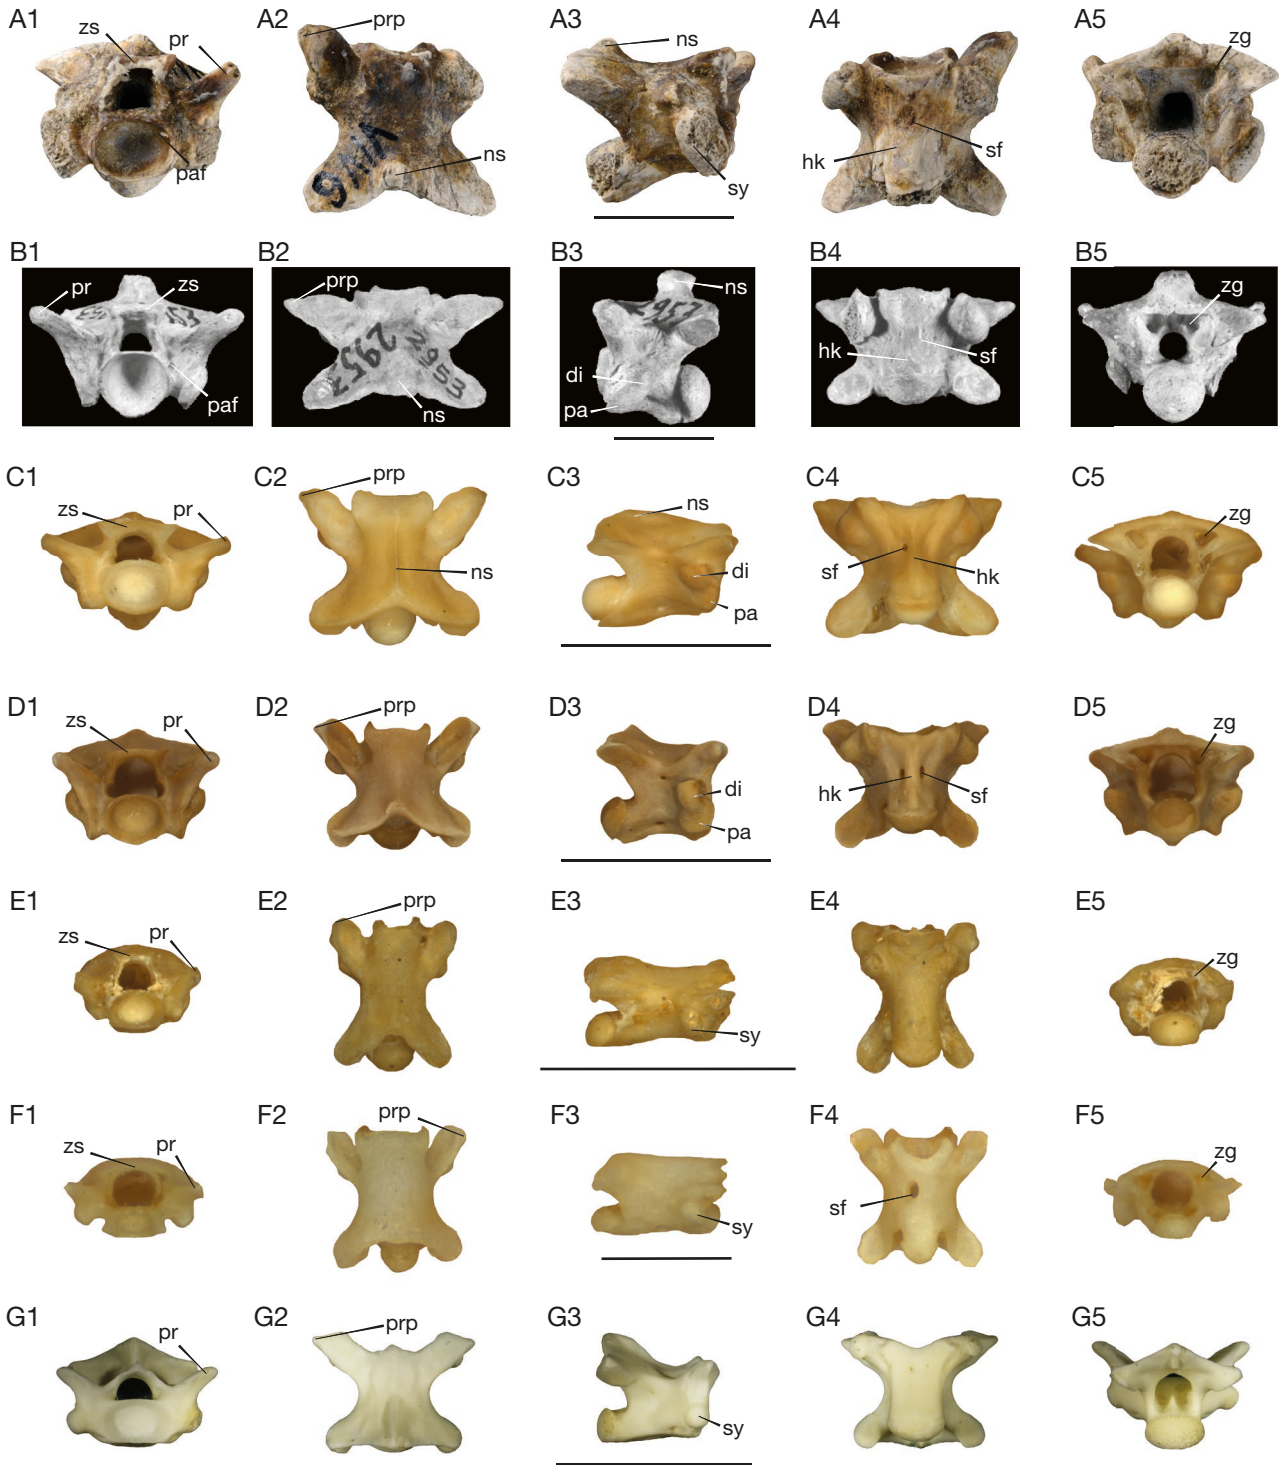 A1 A2 A3 A4 A5
zs pr prp ns zg
paf ns sy hk sf
B1 B2 B3 B4 B5
pr zs prp ns zg
di hk sf
paf ns pa
2957 2953
C1 C2 C3 C4 C5
zs pr prp ns zg
ns di sf hk
pa
D1 D2 D3 D4 D5
zs pr prp zg
di hk sf
pa
E1 E2 E3 E4 E5
zs pr prp zg
sy
F1 F2 F3 F4 F5
zs pr prp zg
sy sf
G1 G2 G3 G4 G5
pr prp
sy